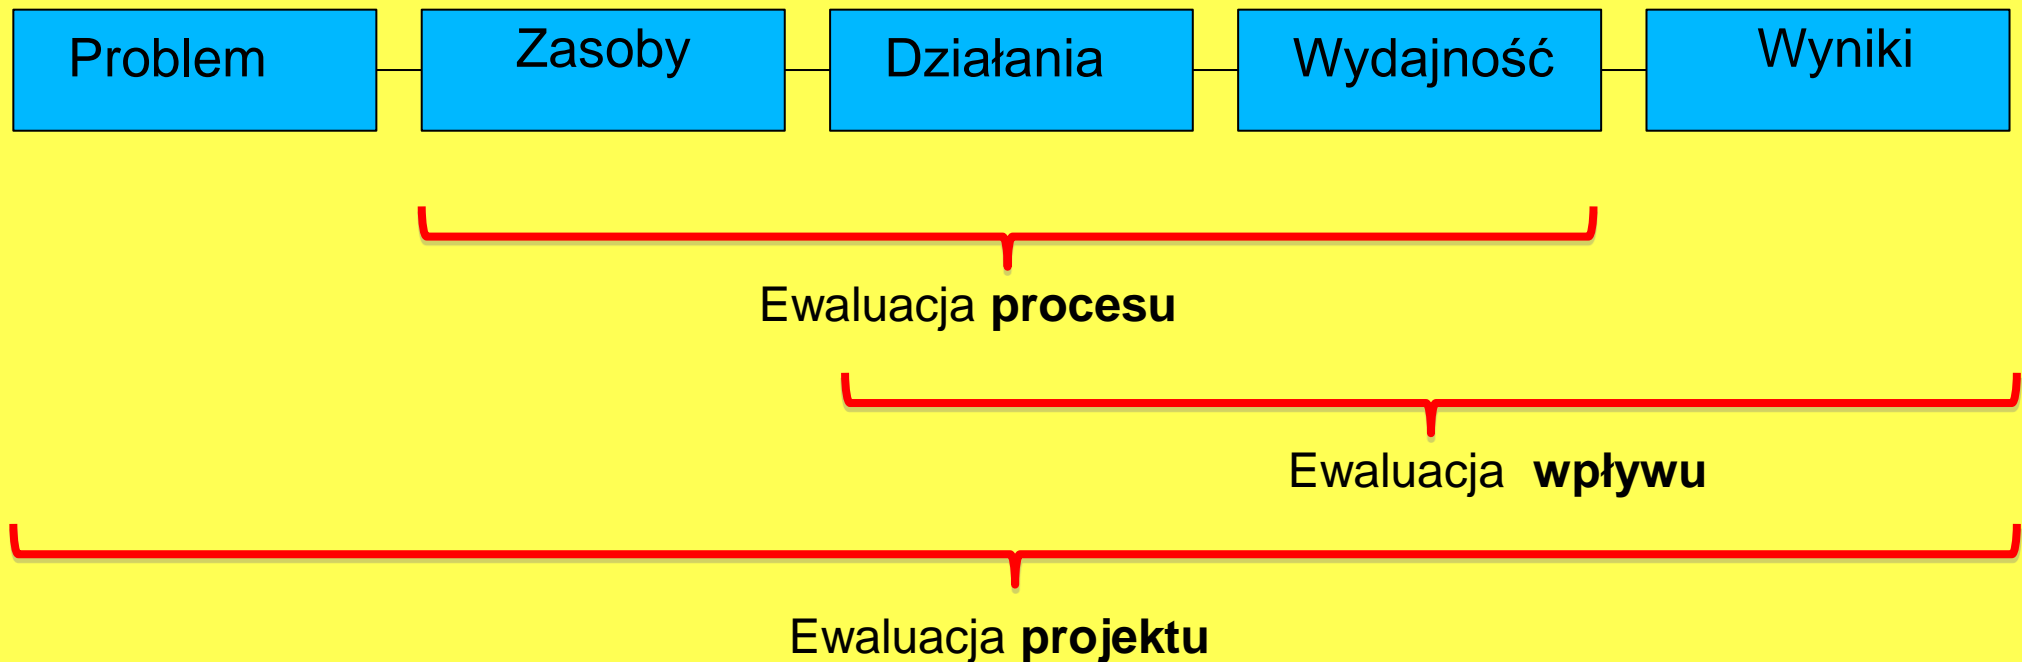 Problem
Zasoby
Działania
Wydajność
Wyniki
Ewaluacja procesu
Ewaluacja wpływu
Ewaluacja projektu